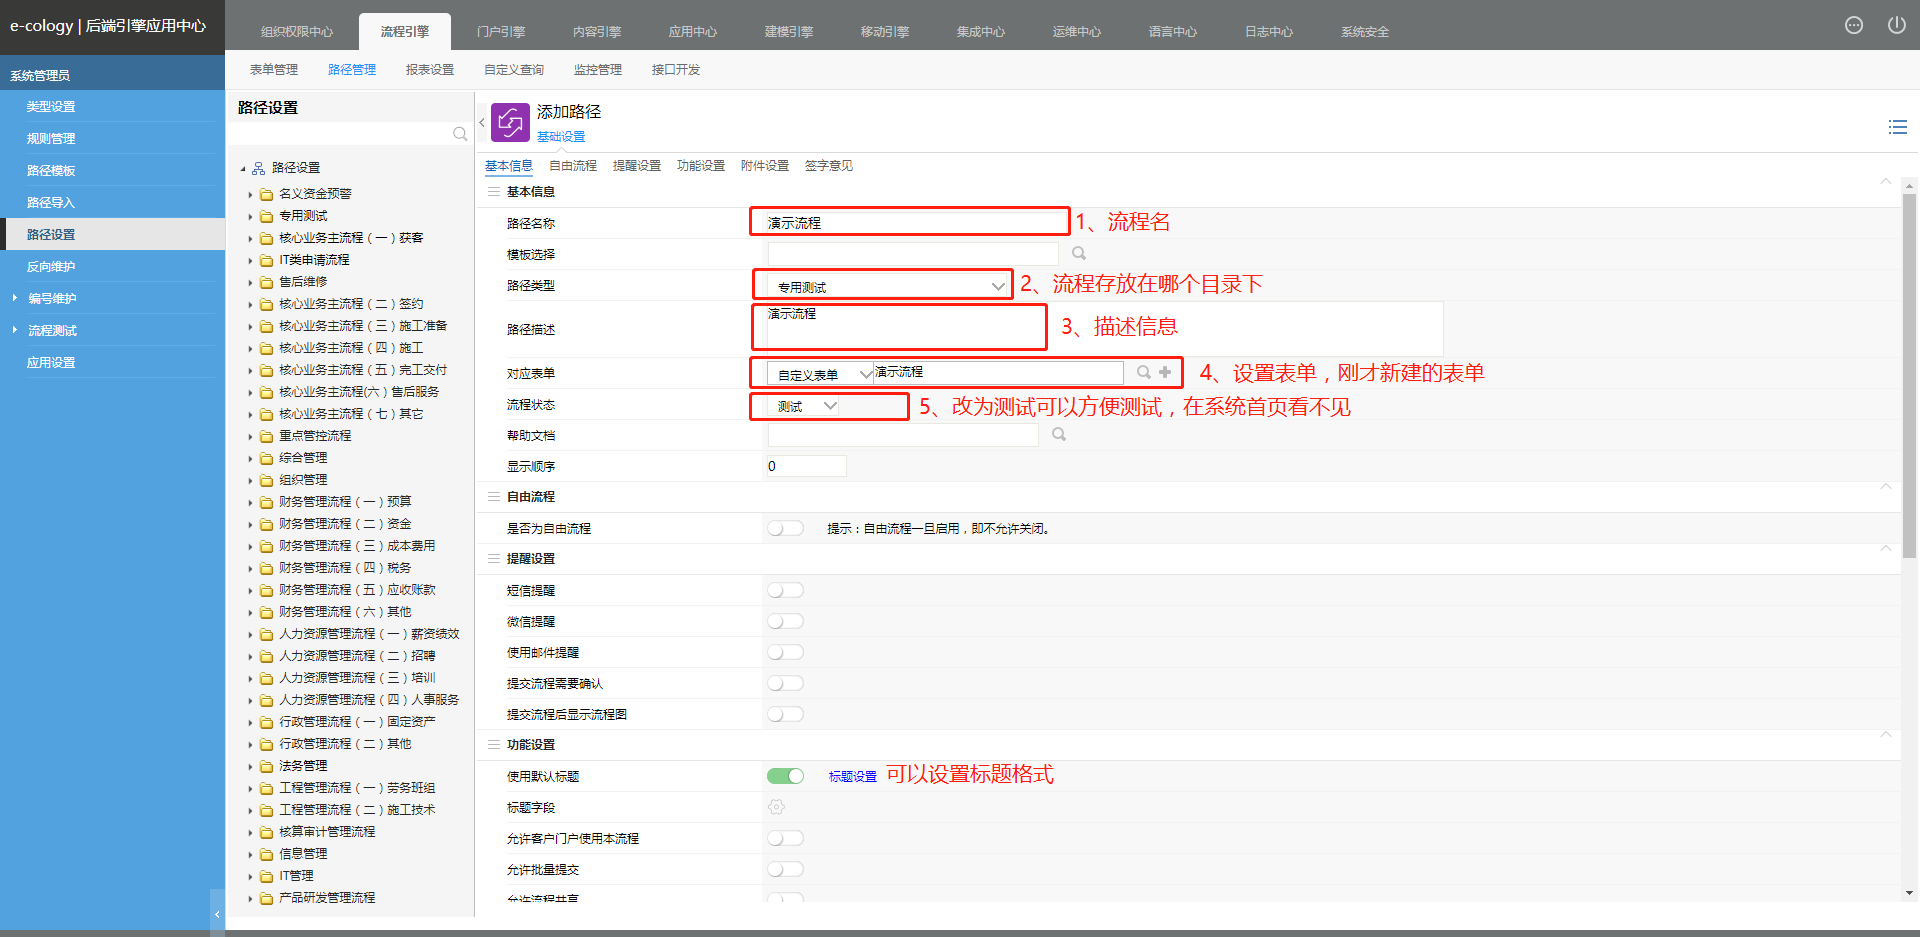 e-cology | 后端引擎应用中心
组织权限中心 流程引擎 门户引擎 内容引擎 应用中心 建模引擎 移动引擎 集成中心 运维中心 语言中心 日志中心 系统安全
系统管理员
表单管理 路径管理 报表设置 自定义查询 监控管理 接口开发
类型设置
规则管理
路径模板
路径导入
路径设置
反向维护
编号维护
流程测试
应用设置
路径设置
路径设置
名义资金预警
专用测试
核心业务主流程（一）获客
IT类申请流程
售后维修
核心业务主流程（二）签约
核心业务主流程（三）施工准备
核心业务主流程（四）施工
核心业务主流程（五）完工交付
核心业务主流程(六）售后服务
核心业务主流程（七）其它
重点管控流程
综合管理
组织管理
财务管理流程（一）预算
财务管理流程（二）资金
财务管理流程（三）成本费用
财务管理流程（四）税务
财务管理流程（五）应收账款
财务管理流程（六）其他
人力资源管理流程（一）薪资绩效
人力资源管理流程（二）招聘
人力资源管理流程（三）培训
人力资源管理流程（四）人事服务
行政管理流程（一）固定资产
行政管理流程（二）其他
法务管理
工程管理流程（一）劳务班组
工程管理流程（二）施工技术
核算审计管理流程
信息管理
IT管理
产品研发管理流程
添加路径
基础设置
基本信息 自由流程 提醒设置 功能设置 附件设置 签字意见
基本信息
路径名称 演示流程 1、流程名
模板选择
路径类型 专用测试 2、流程存放在哪个目录下
路径描述 演示流程 3、描述信息
对应表单 自定义表单 演示流程 4、设置表单，刚才新建的表单
流程状态 测试 5、改为测试可以方便测试，在系统首页看不见
帮助文档
显示顺序 0
自由流程
是否为自由流程 提示：自由流程一旦启用，即不允许关闭。
提醒设置
短信提醒
微信提醒
使用邮件提醒
提交流程需要确认
提交流程后显示流程图
功能设置
使用默认标题 标题设置 可以设置标题格式
标题字段
允许客户门户使用本流程
允许批量提交
允许流程共享